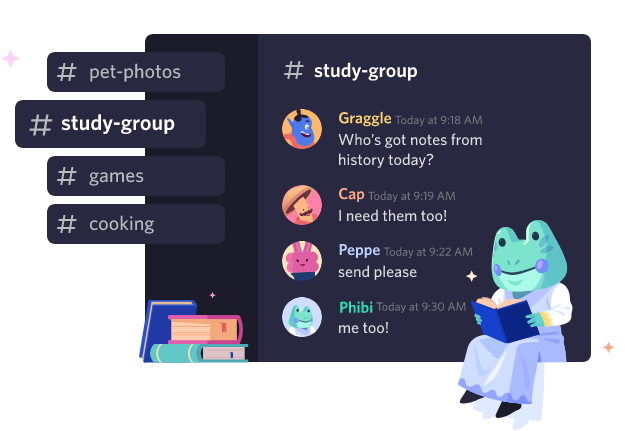 # pet-photos
# study-group
# games
# cooking
# study-group
Graggle Today at 9:18 AM
Who's got notes from
history today?
Cap Today at 9:19 AM
I need them too!
Peppe Today at 9:22 AM
send please
Phibi Today at 9:30 AM
me too!